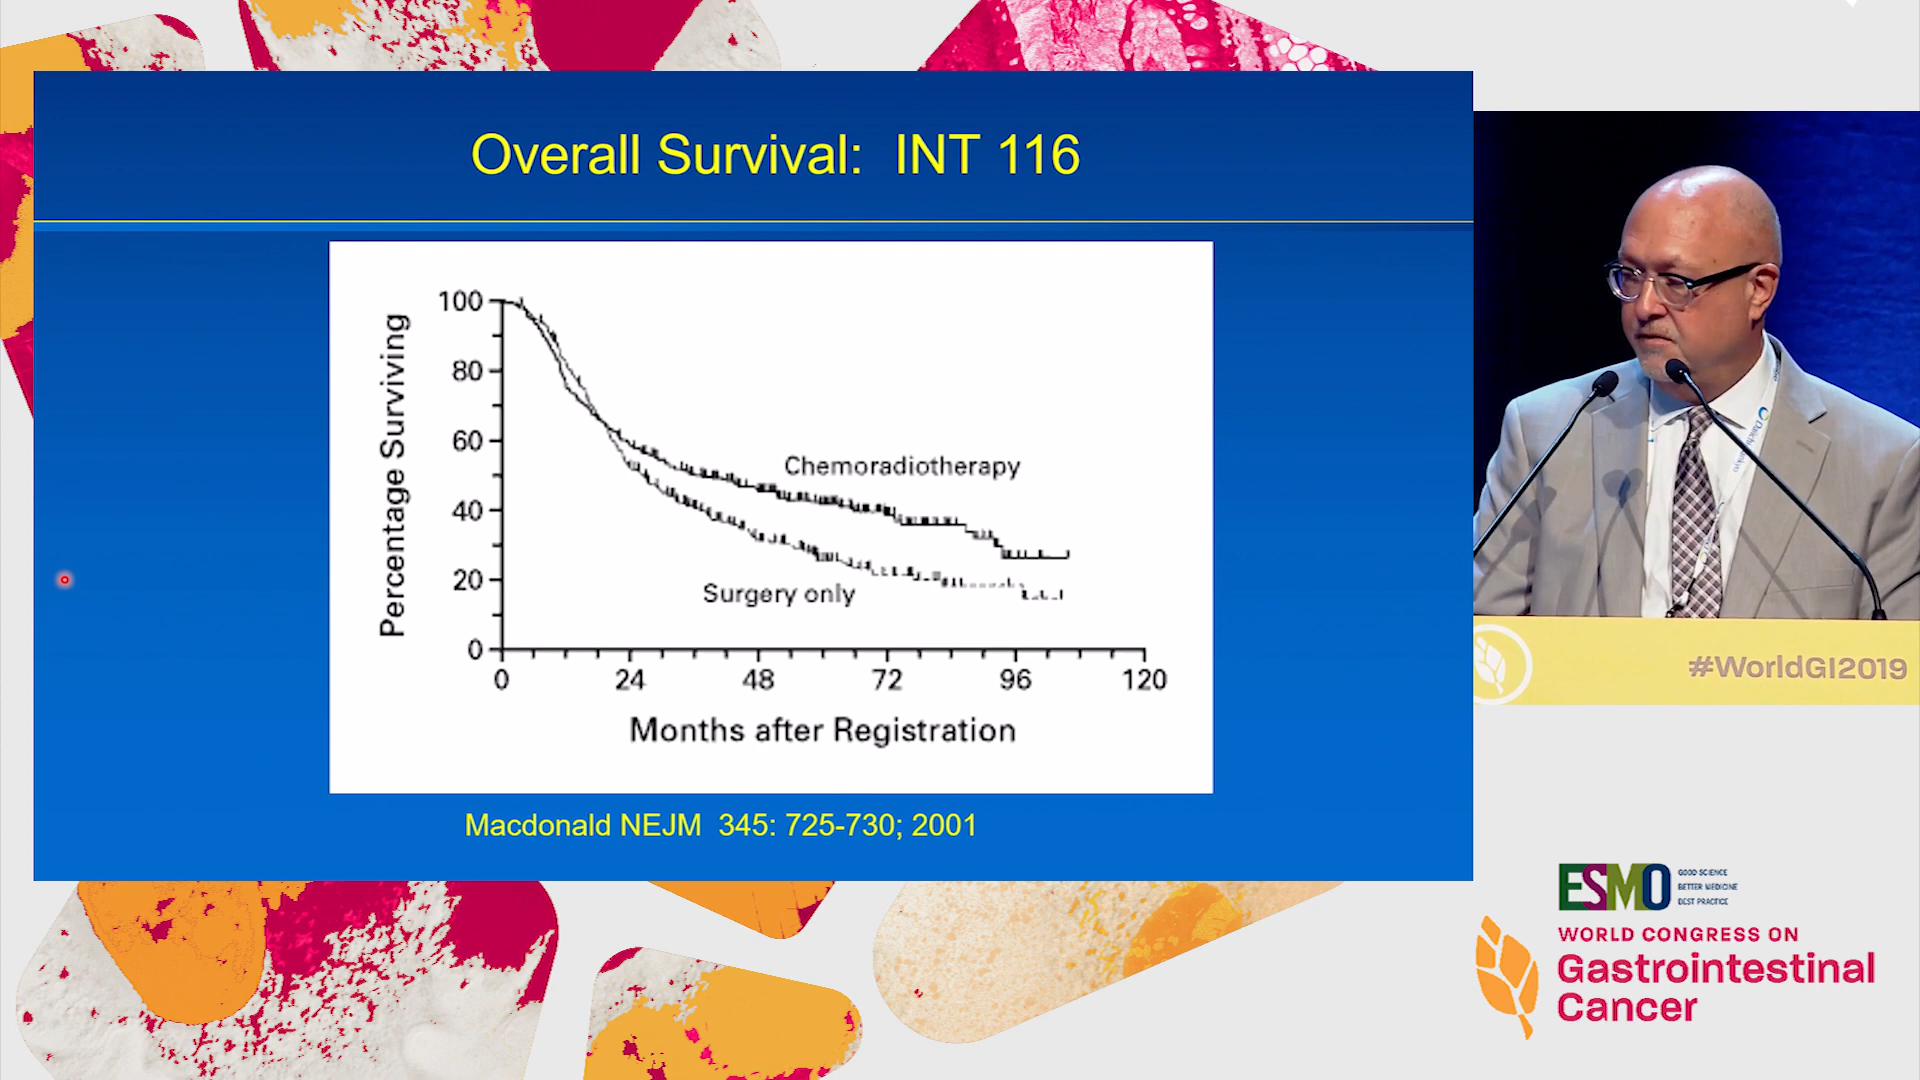 Overall Survival: INT 116
Percentage Surviving
100
80
60
40
20
0
Chemoradiotherapy
Surgery only
0 24 48 72 96 120
Months after Registration
Macdonald NEJM 345: 725-730; 2001
#WorldGI2019
ESMO
GOOD SCIENCE
BETTER MEDICINE
BEST PRACTICE
WORLD CONGRESS ON
Gastrointestinal
Cancer